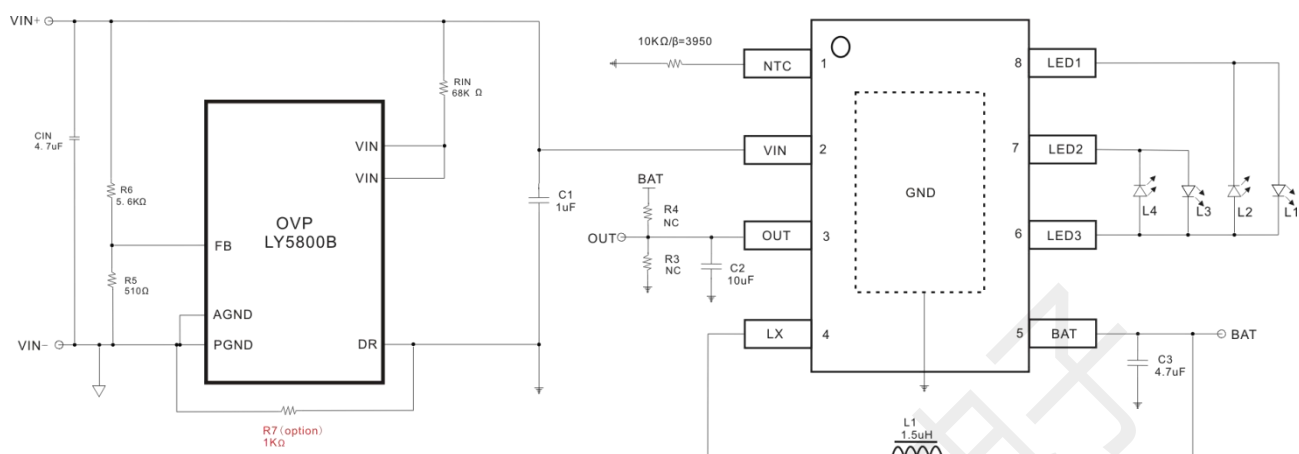 VIN+
CIN
4.7uF
R6
5.6KΩ
R5
510Ω
VIN−
RIN
68K Ω
VIN
VIN
OVP
LY5800B
FB
AGND
PGND
DR
R7(option)
1KΩ
C1
1uF
10KΩ/β=3950
NTC
1
VIN
2
BAT
R4
NC
OUT
R3
NC
C2
10uF
OUT
3
LX
4
GND
8
LED1
7
LED2
6
LED3
5
BAT
L4
L3
L2
L1
BAT
C3
4.7uF
L1
1.5uH
子